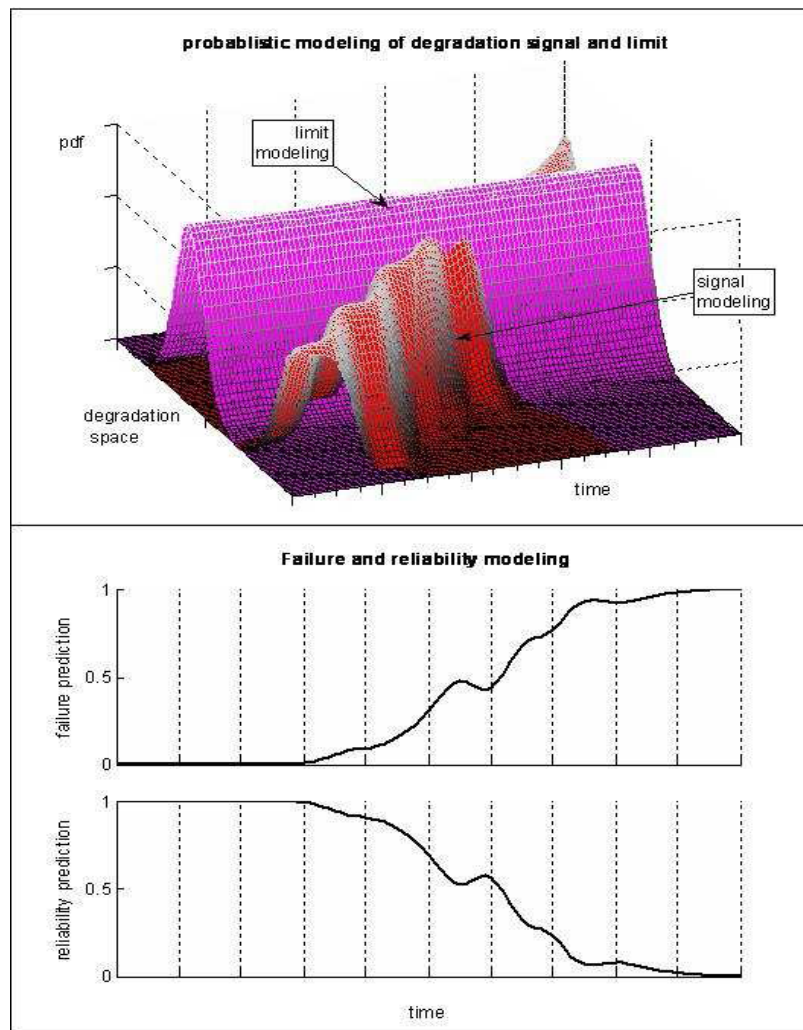 probablistic modeling of degradation signal and limit
pdf
limit
modeling
signal
modeling
degradation
space
time
Failure and reliability modeling
failure prediction
1
0.5
0
reliability prediction
1
0.5
0
time